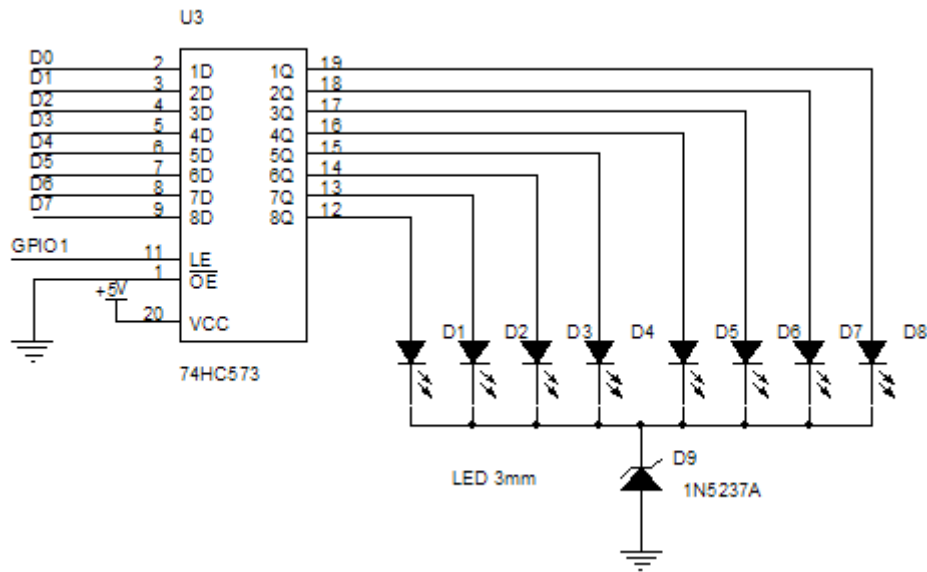 U3
D0 2 1D 1Q 19
D1 3 2D 2Q 18
D2 4 3D 3Q 17
D3 5 4D 4Q 16
D4 6 5D 5Q 15
D5 7 6D 6Q 14
D6 8 7D 7Q 13
D7 9 8D 8Q 12
GPIO1 11 LE
1 OE
+5V
20 VCC
D1 D2 D3 D4 D5 D6 D7 D8
74HC573
D9
LED 3mm
1N5237A